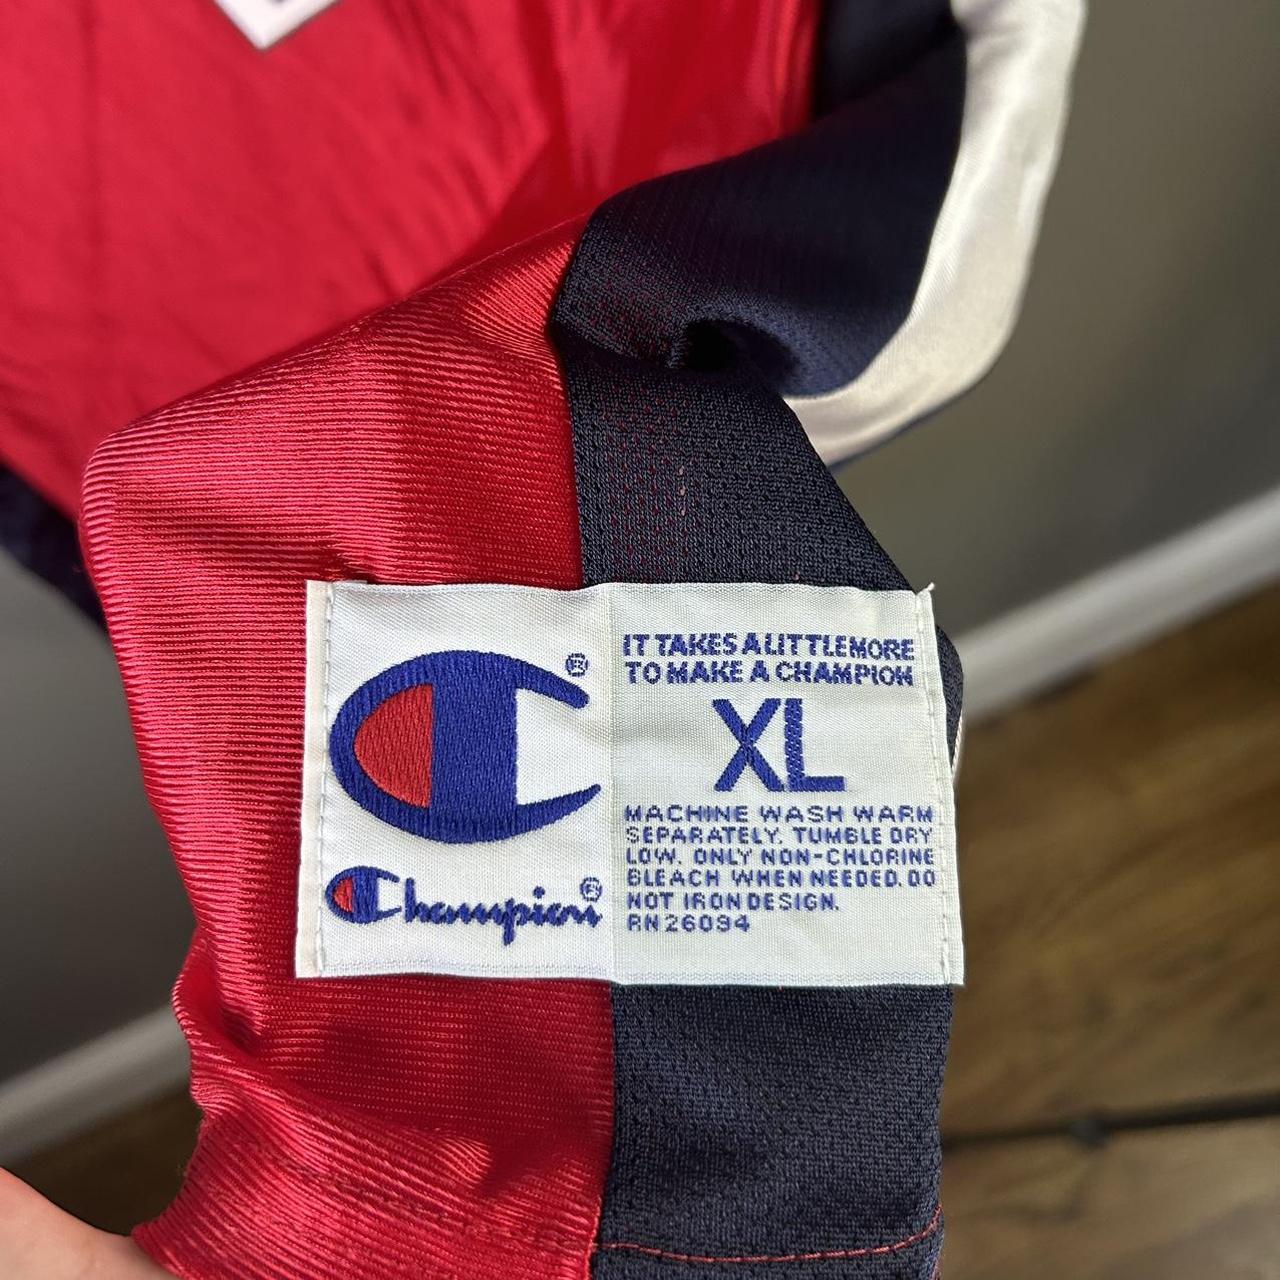 Champion
IT TAKES A LITTLE MORE
TO MAKE A CHAMPION
XL
MACHINE WASH WARM
SEPARATELY. TUMBLE DRY
LOW. ONLY NON-CHLORINE
BLEACH WHEN NEEDED. DO
NOT IRON DESIGN.
RN 26094